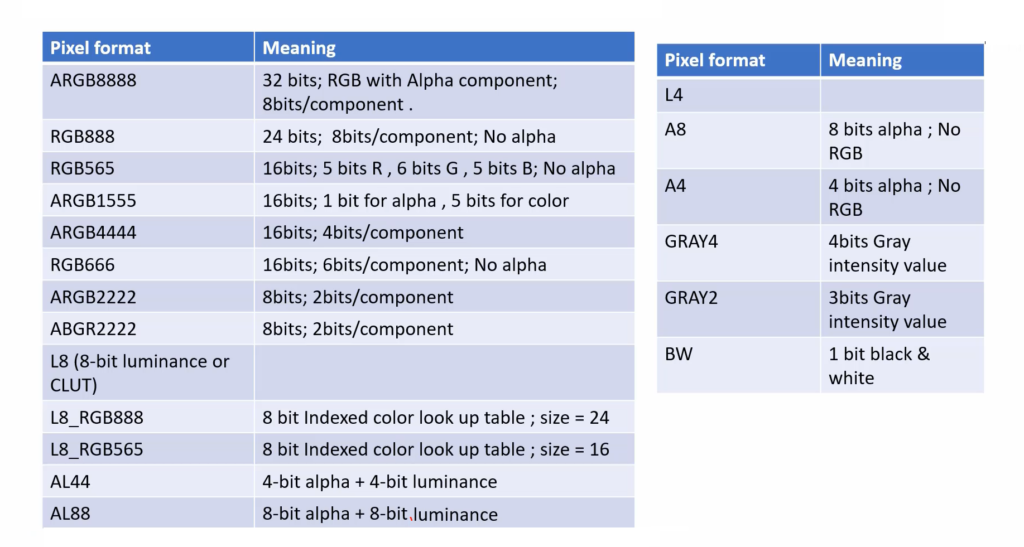 Pixel format Meaning
ARGB8888 32 bits; RGB with Alpha component;
8bits/component .
RGB888 24 bits; 8bits/component; No alpha
RGB565 16bits; 5 bits R , 6 bits G , 5 bits B; No alpha
ARGB1555 16bits; 1 bit for alpha , 5 bits for color
ARGB4444 16bits; 4bits/component
RGB666 16bits; 6bits/component; No alpha
ARGB2222 8bits; 2bits/component
ABGR2222 8bits; 2bits/component
L8 (8-bit luminance or
CLUT)
L8_RGB888 8 bit Indexed color look up table ; size = 24
L8_RGB565 8 bit Indexed color look up table ; size = 16
AL44 4-bit alpha + 4-bit luminance
AL88 8-bit alpha + 8-bit luminance
Pixel format Meaning
L4
A8 8 bits alpha ; No
RGB
A4 4 bits alpha ; No
RGB
GRAY4 4bits Gray
intensity value
GRAY2 3bits Gray
intensity value
BW 1 bit black &
white